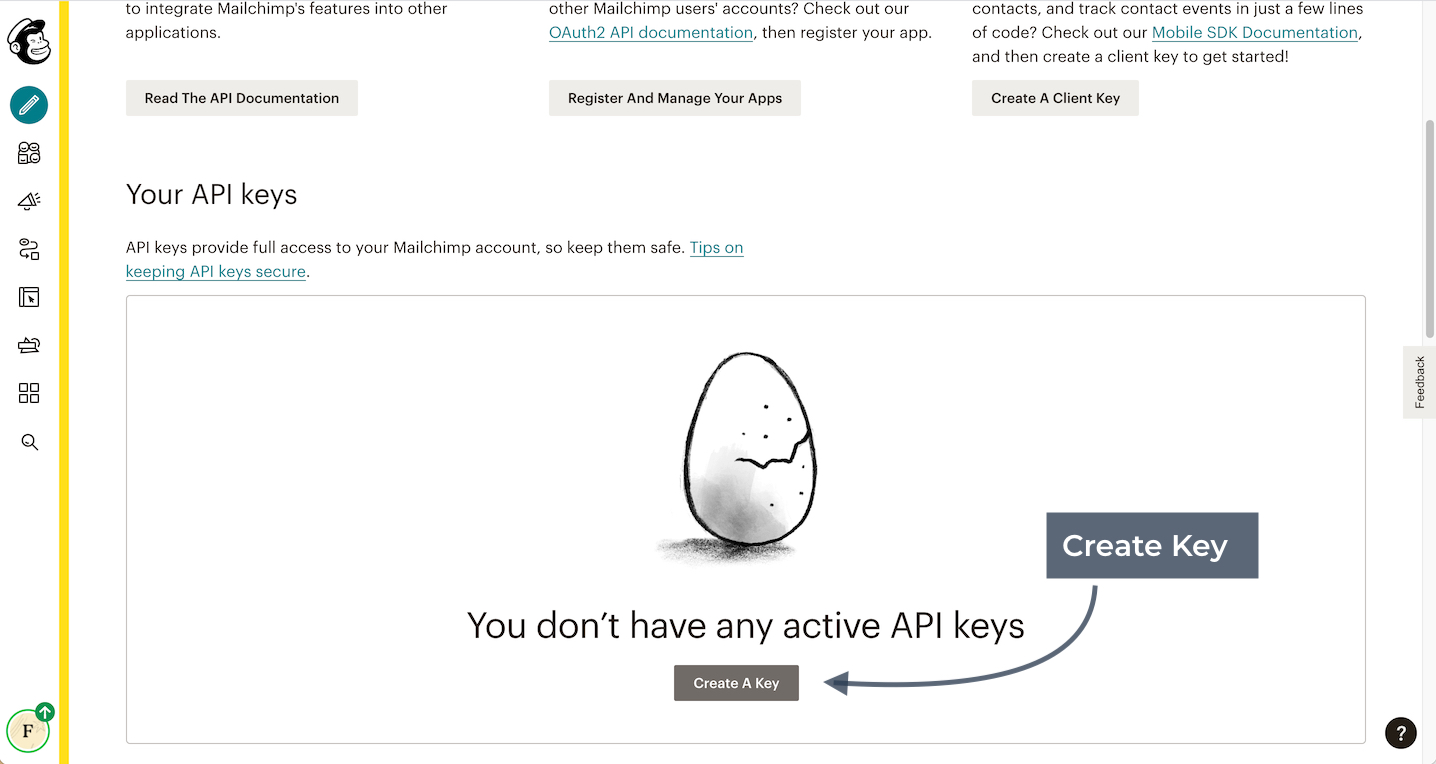 to integrate Mailchimp's features into other
applications.
Read The API Documentation
other Mailchimp users' accounts? Check out our
OAuth2 API documentation, then register your app.
Register And Manage Your Apps
contacts, and track contact events in just a few lines
of code? Check out our Mobile SDK Documentation,
and then create a client key to get started!
Create A Client Key
Your API keys
API keys provide full access to your Mailchimp account, so keep them safe. Tips on
keeping API keys secure.
Create Key
You don’t have any active API keys
Create A Key
Feedback
F
?